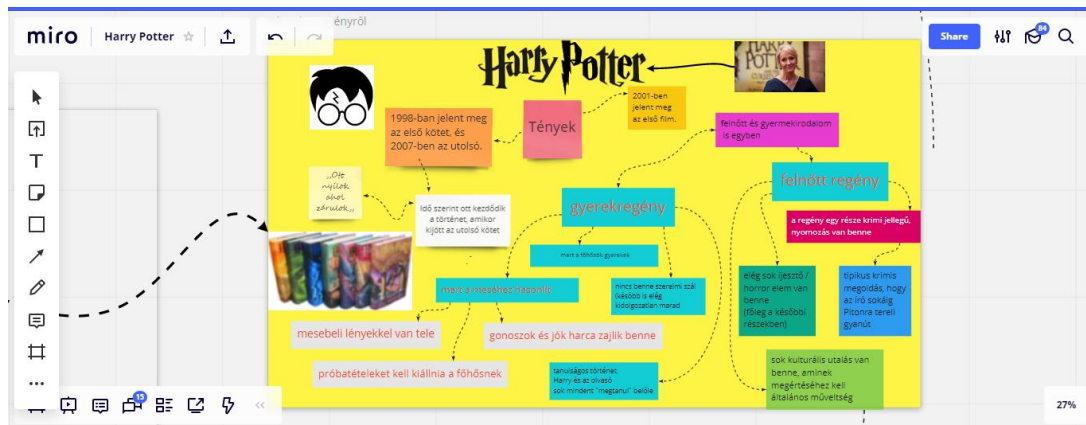 miro
Harry Potter
ényről
Share
84
Harry Potter
HARRY
POTTER
1998-ban jelent meg
az első kötet, és
2007-ben az utolsó.
Tények
2001-ben
jelent meg
az első film.
felnőtt és gyermekirodalom
is egyben
„Ott
nyílok
ahol
zárulok„
Idő szerint ott kezdődik
a történet, amikor
kijött az utolsó kötet
gyerekregény
felnőtt regény
a regény egy része krimi jellegű,
nyomozás van benne
mert a főhősök gyerekek
mert a meséhez hasonlít
nincs benne szerelmi szál
(később is elég
kidolgozatlan marad
elég sok ijesztő /
horror elem van
benne
(főleg a későbbi
részekben)
tipikus krimis
megoldás, hogy
az író sokáig
Pitonra tereli
gyanút
mesebeli lényekkel van tele
gonoszok és jók harca zajlik benne
próbatételeket kell kiállnia a főhősnek
tanulságos történet,
Harry és az olvasó
sok mindent "megtanul" belőle
sok kulturális utalás van
benne, aminek
megértéséhez kell
általános műveltség
15
27%